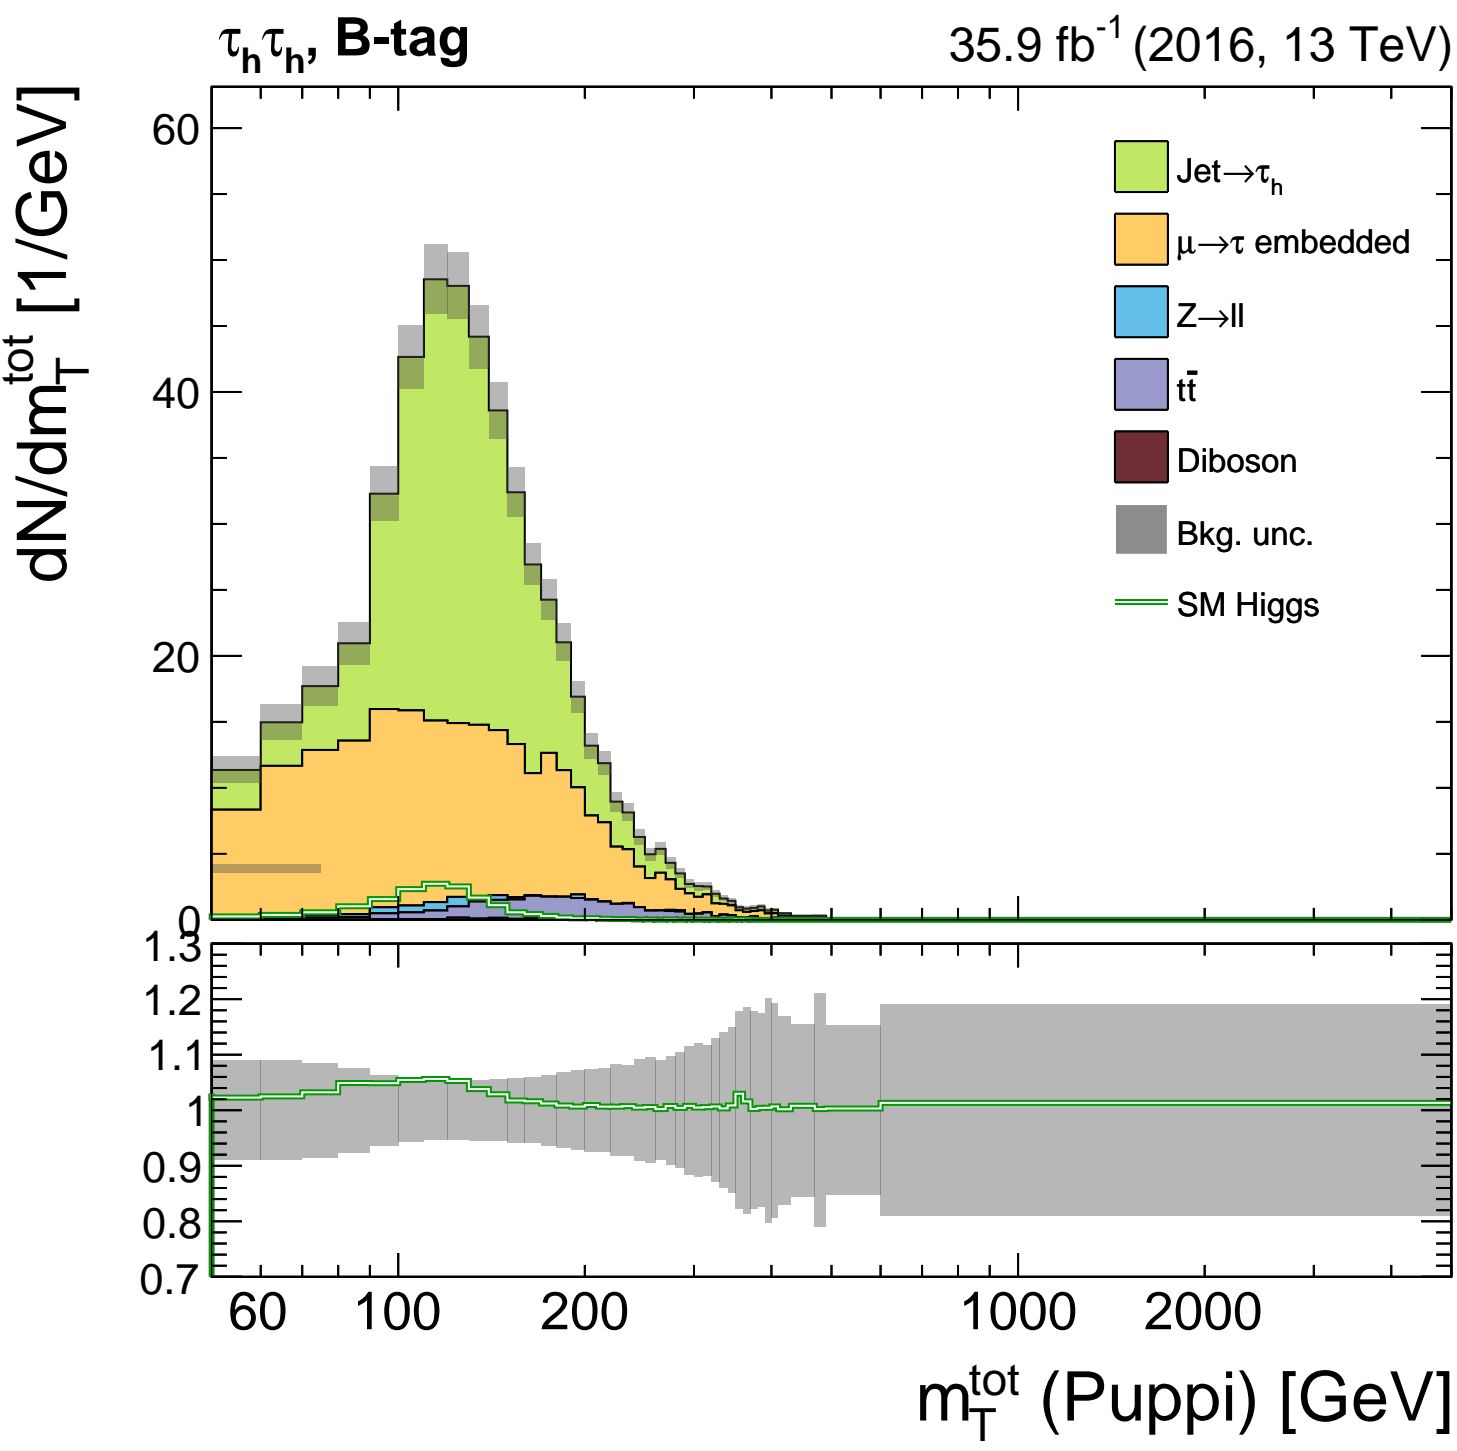 τhτh, B-tag
35.9 fb-1 (2016, 13 TeV)
dN/dmTtot [1/GeV]
60
40
20
0
Jet→τh
μ→τ embedded
Z→ll
tt̄
Diboson
Bkg. unc.
SM Higgs
1.3
1.2
1.1
1
0.9
0.8
0.7
60 100 200 1000 2000
mTtot (Puppi) [GeV]